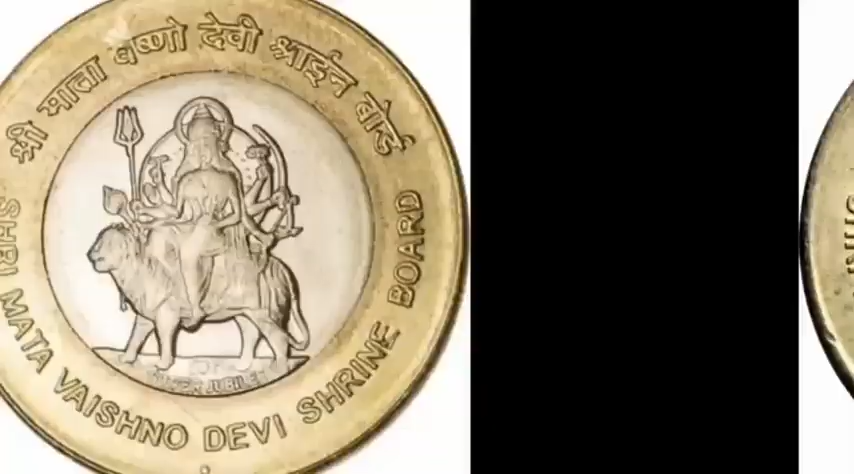 श्री माता वैष्णो देवी श्राईन बोर्ड
SHRI MATA VAISHNO DEVI SHRINE BOARD
SILVER JUBILEE